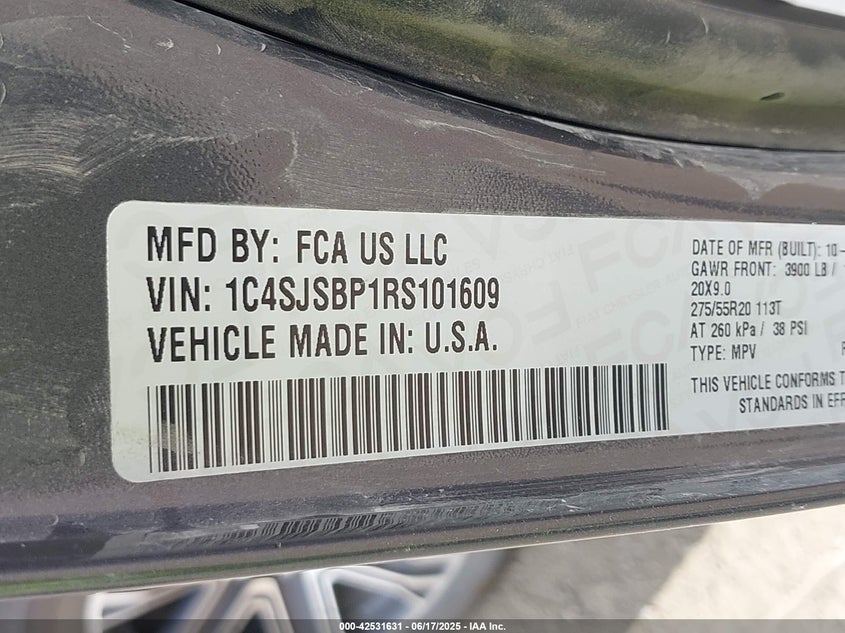 MFD BY: FCA US LLC
VIN: 1C4SJSBP1RS101609
VEHICLE MADE IN: U.S.A.
DATE OF MFR (BUILT): 10-
GAWR FRONT: 3900 LB /
20X9.0
275/55R20 113T
AT 260 kPa / 38 PSI
TYPE: MPV
THIS VEHICLE CONFORMS T
STANDARDS IN EFF
000-42531631 - 06/17/2025 - IAA Inc.